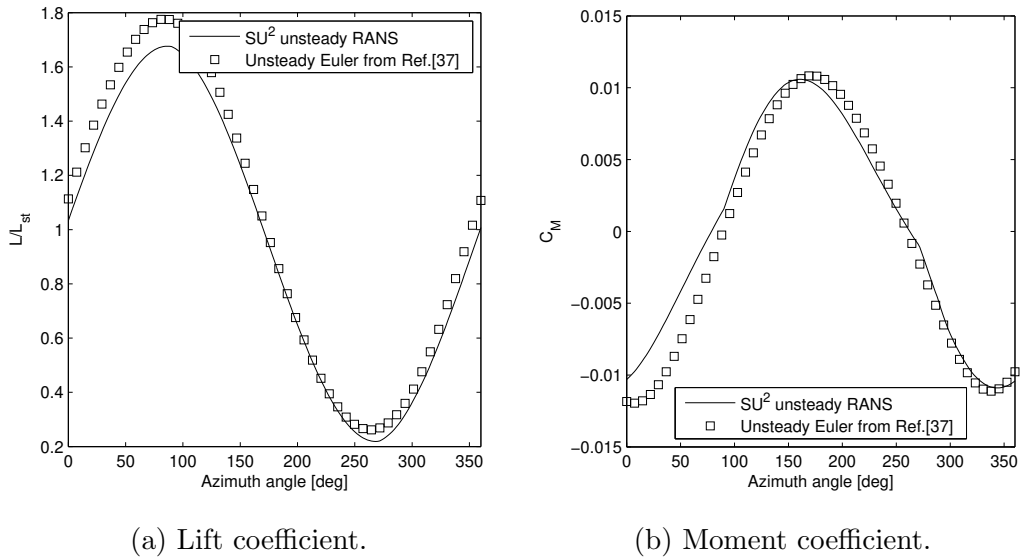 1.8
1.6
1.4
1.2
1
0.8
0.6
0.4
0.2
L/L_st
0 50 100 150 200 250 300 350
Azimuth angle [deg]
SU² unsteady RANS
Unsteady Euler from Ref.[37]
(a) Lift coefficient.
0.015
0.01
0.005
0
−0.005
−0.01
−0.015
C_M
0 50 100 150 200 250 300 350
Azimuth angle [deg]
SU² unsteady RANS
Unsteady Euler from Ref.[37]
(b) Moment coefficient.